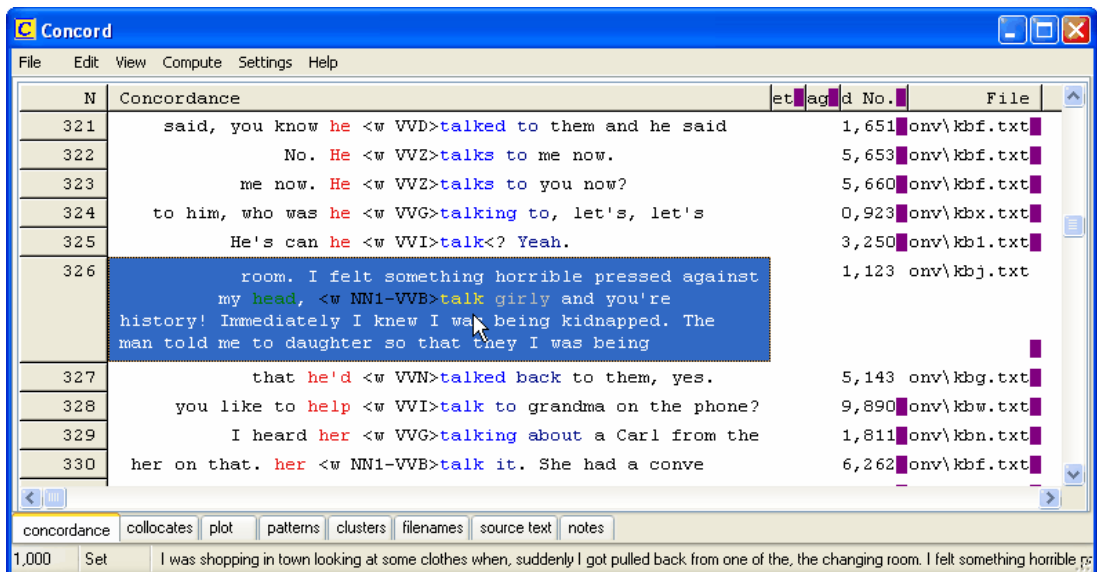 C Concord
File Edit View Compute Settings Help
N Concordance et ag d No. File
321 said, you know he <w VVD>talked to them and he said 1,651 onv\kbf.txt
322 No. He <w VVZ>talks to me now. 5,653 onv\kbf.txt
323 me now. He <w VVZ>talks to you now? 5,660 onv\kbf.txt
324 to him, who was he <w VVG>talking to, let's, let's 0,923 onv\kbx.txt
325 He's can he <w VVI>talk<? Yeah. 3,250 onv\kb1.txt
326 room. I felt something horrible pressed against 1,123 onv\kbj.txt
my head, <w NN1-VVB>talk girly and you're
history! Immediately I knew I was being kidnapped. The
man told me to daughter so that they I was being
327 that he'd <w VVN>talked back to them, yes. 5,143 onv\kbg.txt
328 you like to help <w VVI>talk to grandma on the phone? 9,890 onv\kbw.txt
329 I heard her <w VVG>talking about a Carl from the 1,811 onv\kbn.txt
330 her on that. her <w NN1-VVB>talk it. She had a conve 6,262 onv\kbf.txt
concordance collocates plot patterns clusters filenames source text notes
1,000 Set I was shopping in town looking at some clothes when, suddenly I got pulled back from one of the, the changing room. I felt something horrible